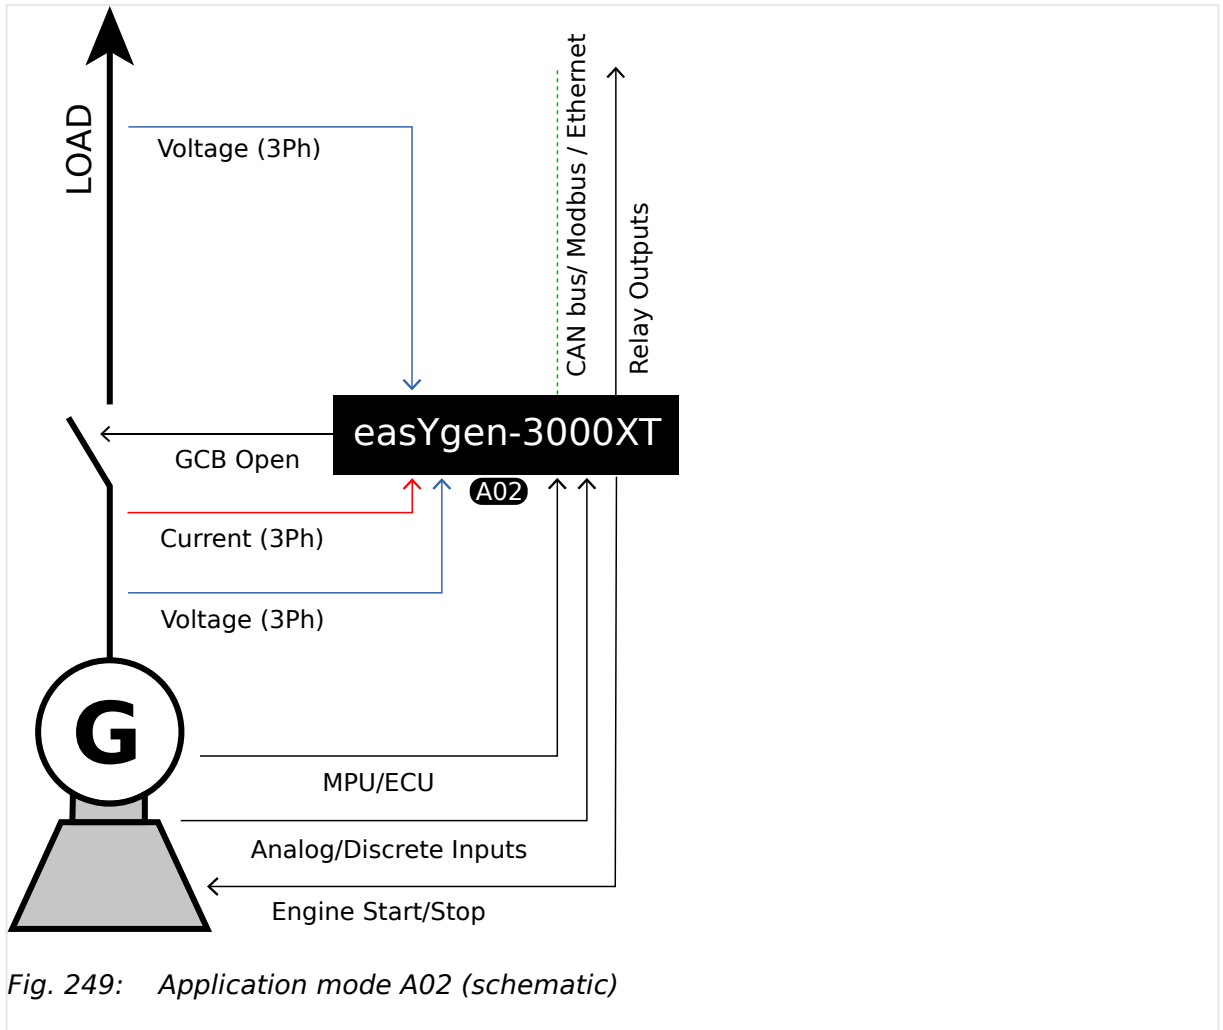 LOAD
Voltage (3Ph)
CAN bus/ Modbus / Ethernet
Relay Outputs
easYgen-3000XT
GCB Open
A02
Current (3Ph)
Voltage (3Ph)
G
MPU/ECU
Analog/Discrete Inputs
Engine Start/Stop
Fig. 249: Application mode A02 (schematic)